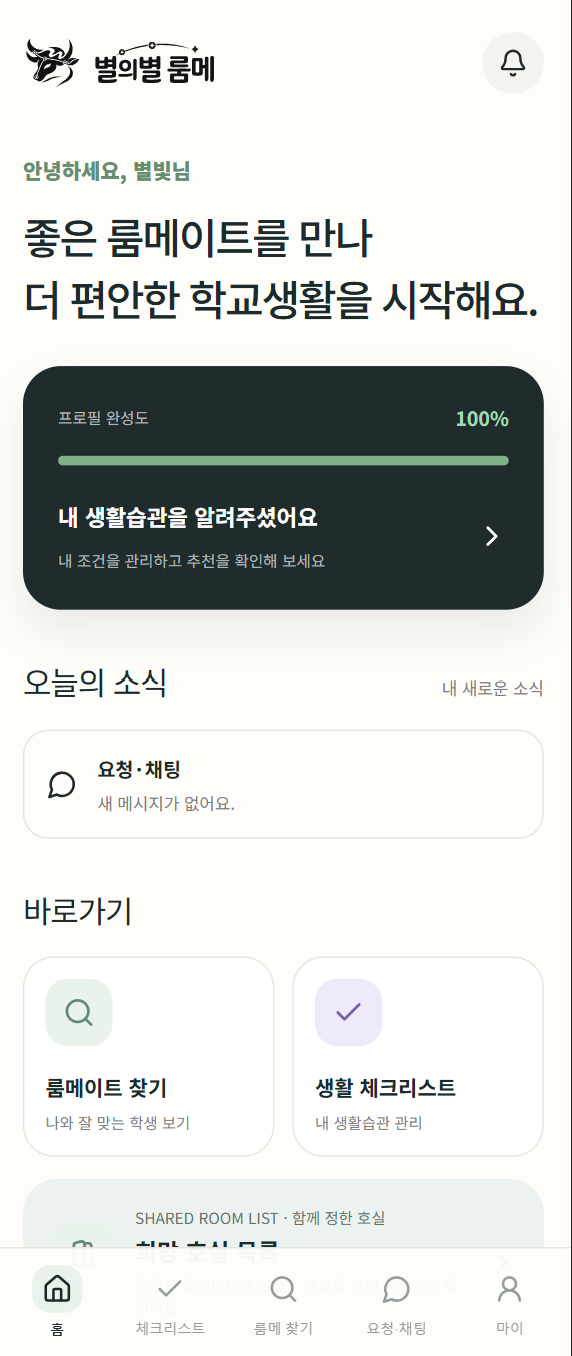 별의별 룸메
안녕하세요, 별빛님
좋은 룸메이트를 만나
더 편안한 학교생활을 시작해요.
프로필 완성도
100%
내 생활습관을 알려주셨어요
내 조건을 관리하고 추천을 확인해 보세요
오늘의 소식
내 새로운 소식
요청·채팅
새 메시지가 없어요.
바로가기
룸메이트 찾기
나와 잘 맞는 학생 보기
생활 체크리스트
내 생활습관 관리
SHARED ROOM LIST · 함께 정한 호실
희망 호실 목록
홈
체크리스트
룸메 찾기
요청·채팅
마이